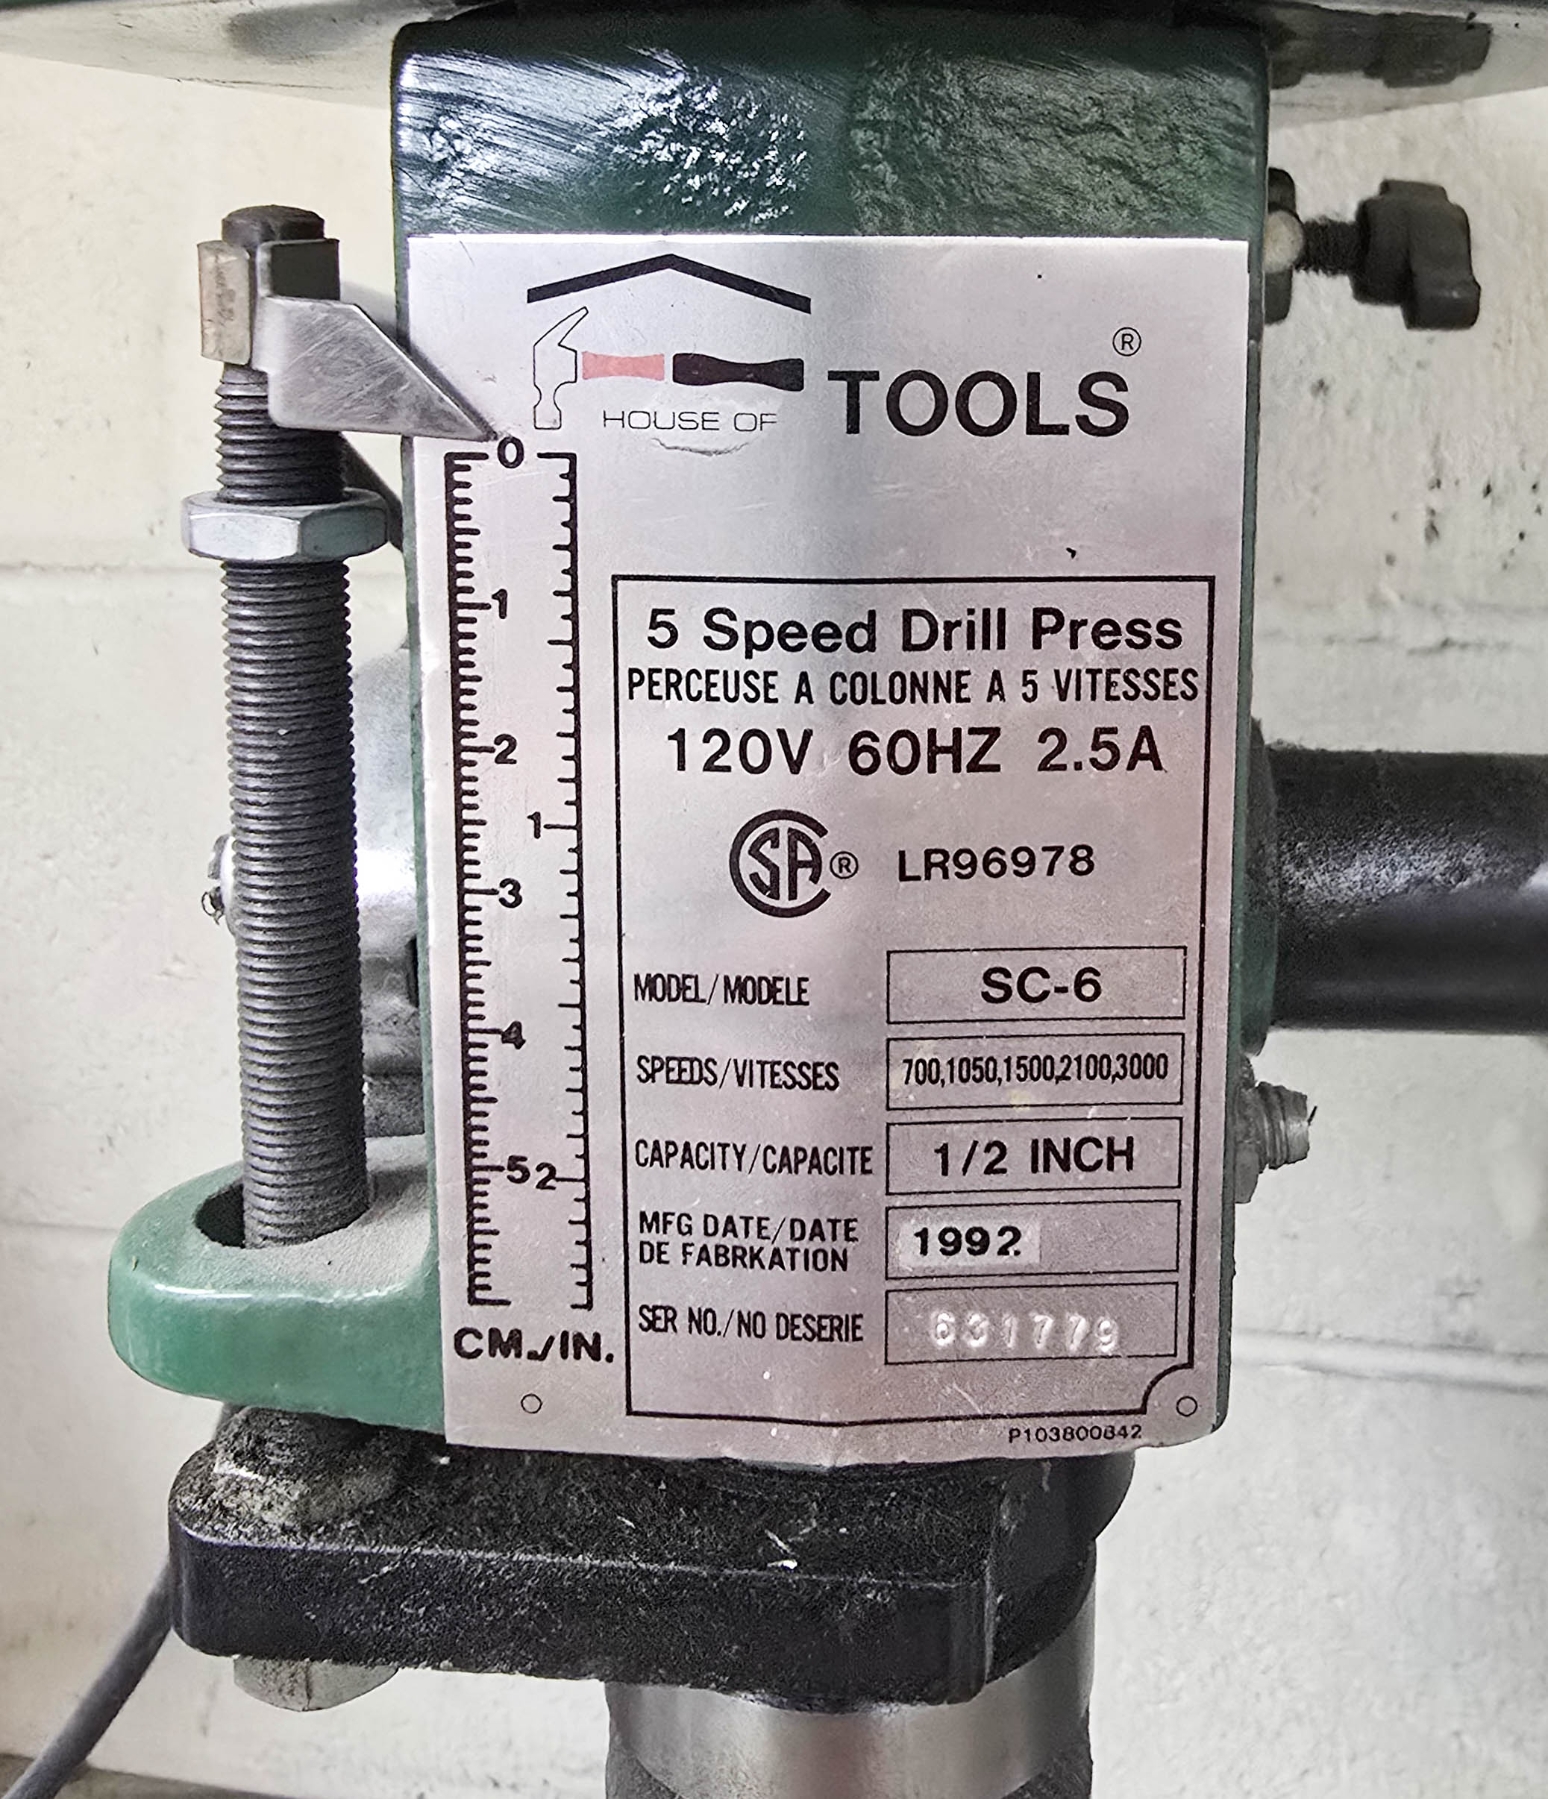 HOUSE OF TOOLS®
0
1
2
1
3
4
5 2
CM./IN.
5 Speed Drill Press
PERCEUSE A COLONNE A 5 VITESSES
120V 60HZ 2.5A
SA® LR96978
MODEL/MODELE SC-6
SPEEDS/VITESSES 700,1050,1500,2100,3000
CAPACITY/CAPACITE 1/2 INCH
MFG DATE/DATE
DE FABRKATION 1992
SER NO./NO DESERIE 631779
P103800842